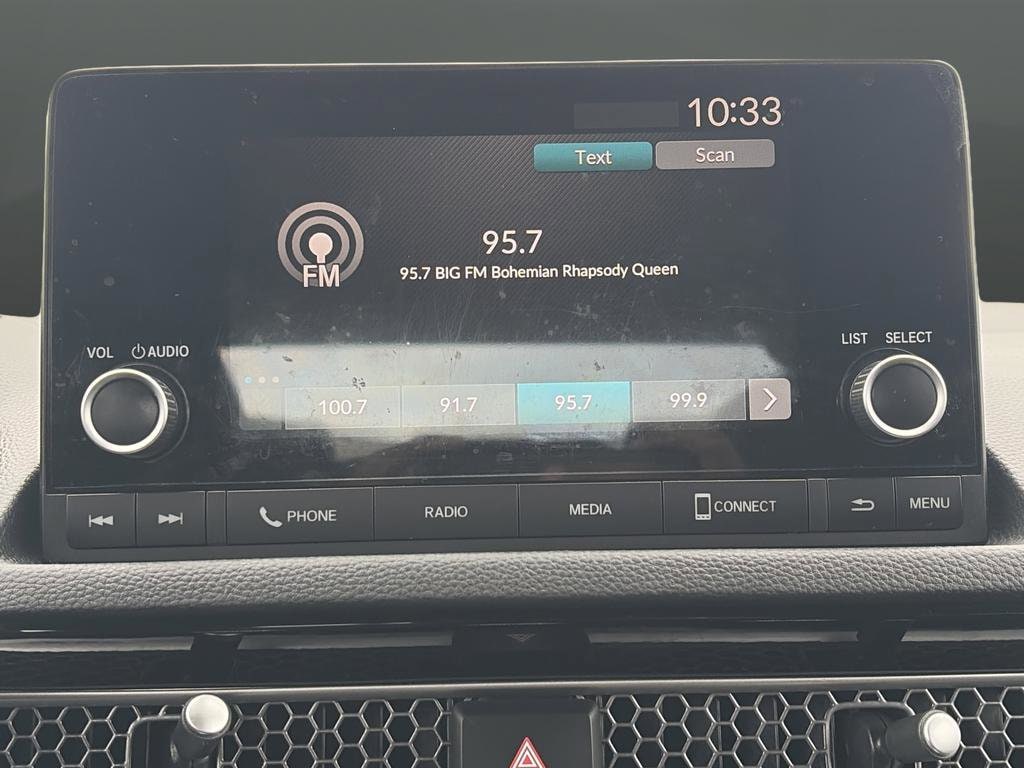 10:33
Text Scan
95.7
FM
95.7 BIG FM Bohemian Rhapsody Queen
VOL AUDIO
LIST SELECT
100.7 91.7 95.7 99.9
PHONE RADIO MEDIA CONNECT MENU